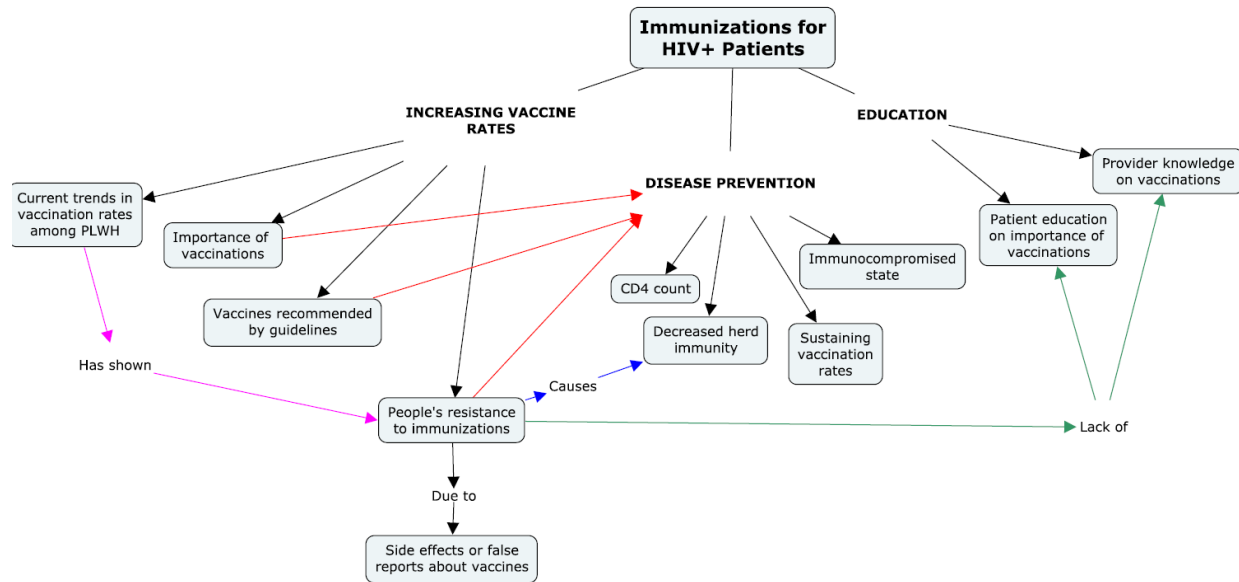 Immunizations for
HIV+ Patients
INCREASING VACCINE
RATES
EDUCATION
DISEASE PREVENTION
Current trends in
vaccination rates
among PLWH
Importance of
vaccinations
Vaccines recommended
by guidelines
People's resistance
to immunizations
CD4 count
Decreased herd
immunity
Sustaining
vaccination
rates
Immunocompromised
state
Patient education
on importance of
vaccinations
Provider knowledge
on vaccinations
Has shown
Causes
Lack of
Due to
Side effects or false
reports about vaccines